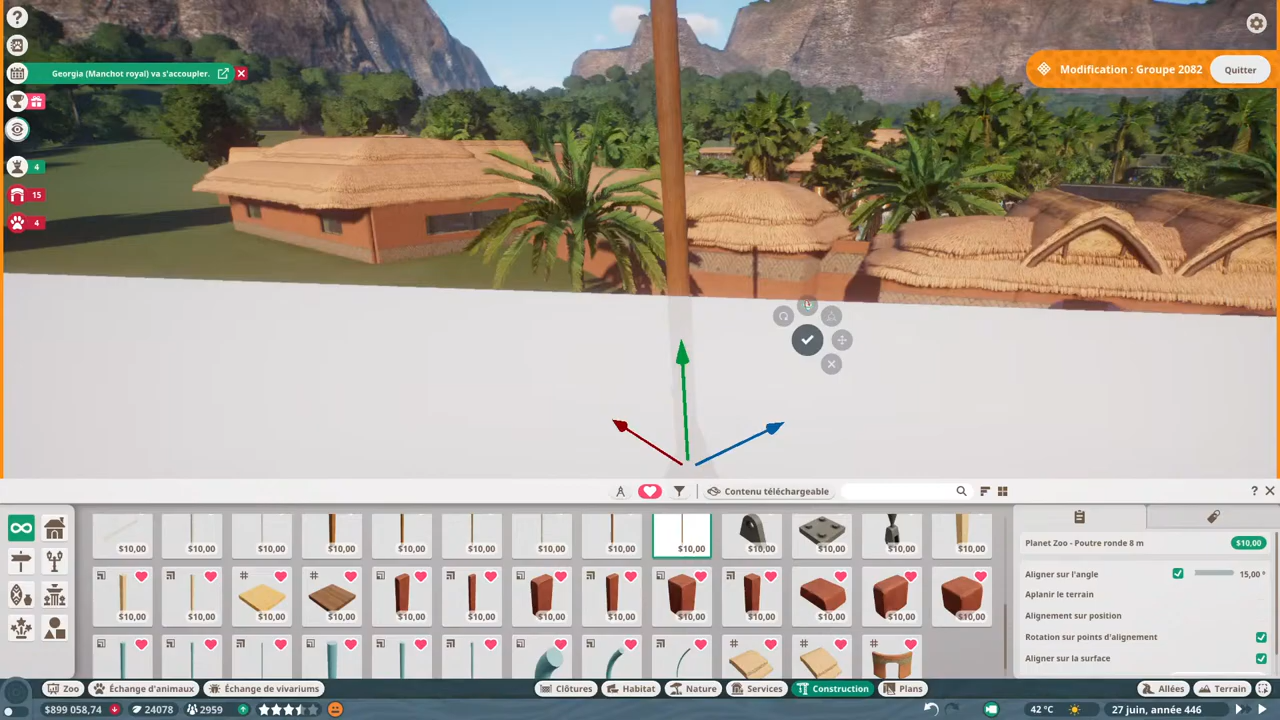 Georgia (Manchot royal) va s'accoupler.
Modification : Groupe 2082
Quitter
4
15
4
Contenu téléchargeable
$10,00 $10,00 $10,00 $10,00 $10,00 $10,00 $10,00 $10,00 $10,00 $10,00 $10,00 $10,00 $10,00
$10,00 $10,00 $10,00 $10,00 $10,00 $10,00 $10,00 $10,00 $10,00 $10,00 $10,00 $10,00 $10,00
Planet Zoo - Poutre ronde 8 m $10,00
Aligner sur l'angle 15,00 °
Aplanir le terrain
Alignement sur position
Rotation sur points d'alignement
Aligner sur la surface
Zoo Échange d'animaux Échange de vivariums Clôtures Habitat Nature Services Construction Plans Allées Terrain
$899 058,74 24078 2959 42 °C 27 juin, année 446